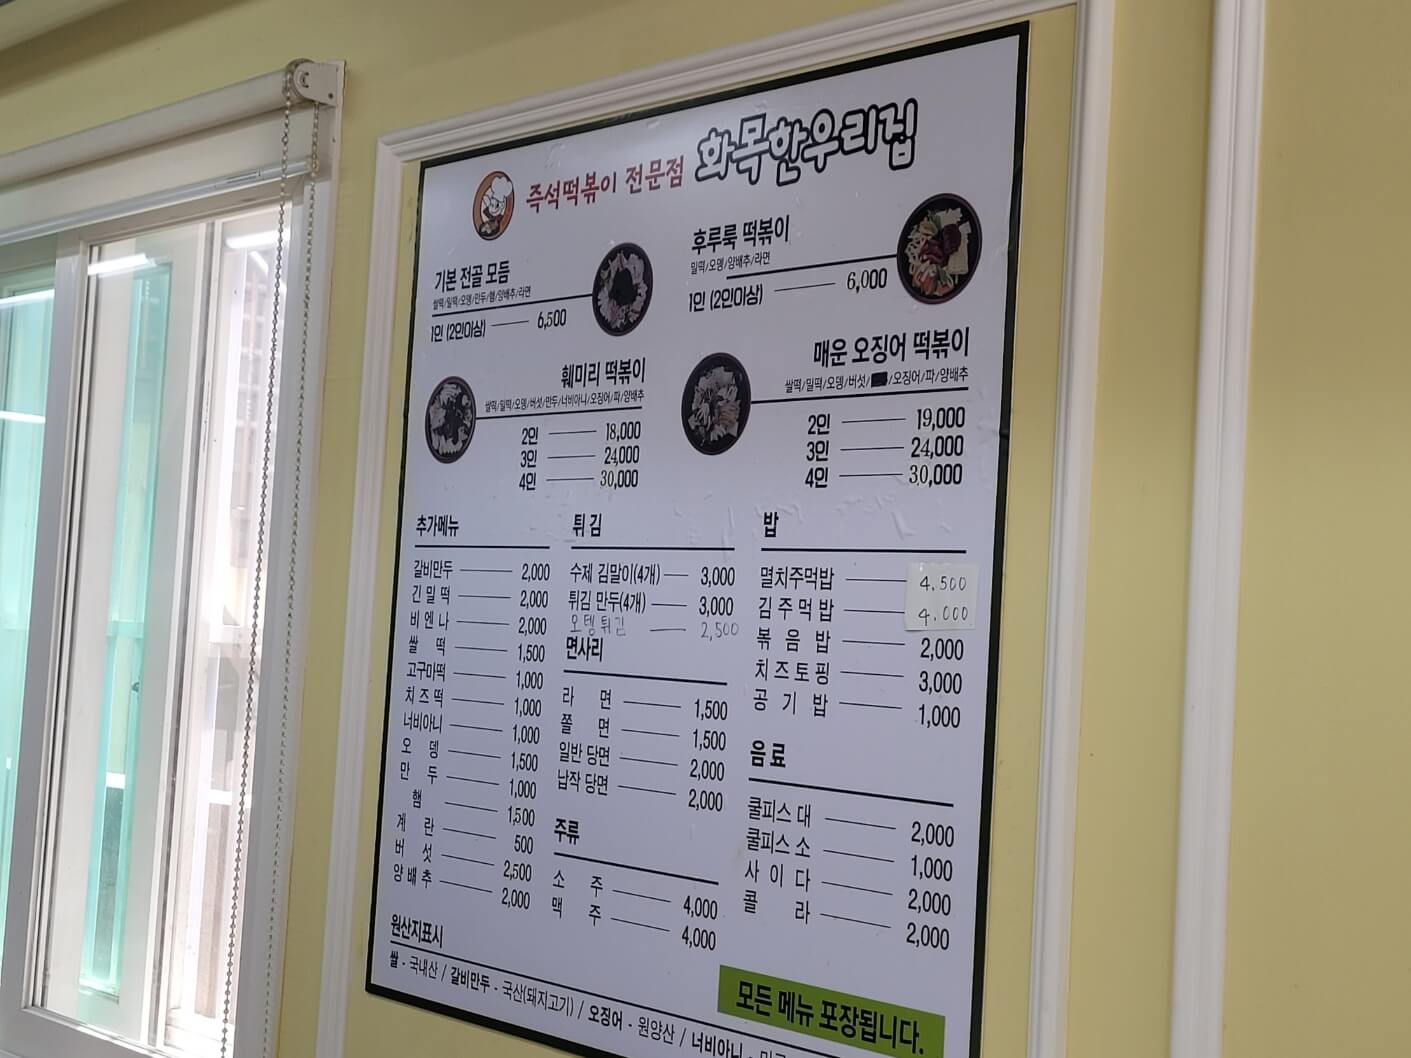 즉석떡볶이 전문점 화목한우리집
기본 전골 모듬
쌀떡/밀떡/오뎅/만두/햄/양배추/라면
1인 (2인이상) 6,500
후루룩 떡볶이
밀떡/오뎅/양배추/라면
1인 (2인이상) 6,000
훼미리 떡볶이
쌀떡/밀떡/오뎅/버섯/만두/너비아니/오징어/파/양배추
2인 18,000
3인 24,000
4인 30,000
매운 오징어 떡볶이
쌀떡/밀떡/오뎅/버섯/ /오징어/파/양배추
2인 19,000
3인 24,000
4인 30,000
추가메뉴
갈비만두 2,000
긴 밀 떡 2,000
비 엔 나 2,000
쌀 떡 1,500
고구마떡 1,000
치 즈 떡 1,000
너비아니 1,000
오 뎅 1,500
만 두 1,000
햄 1,500
계 란 500
버 섯 2,500
양 배 추 2,000
튀 김
수제 김말이(4개) 3,000
튀김 만두(4개) 3,000
오뎅튀김 2,500
면사리
라 면 1,500
쫄 면 1,500
일반 당면 2,000
납작 당면 2,000
주류
소 주 4,000
맥 주 4,000
밥
멸치주먹밥 4,500
김 주 먹 밥 4,000
볶 음 밥 2,000
치 즈 토 핑 3,000
공 기 밥 1,000
음 료
쿨피스 대 2,000
쿨피스 소 1,000
사 이 다 2,000
콜 라 2,000
원산지표시
쌀 - 국내산 / 갈비만두 - 국산(돼지고기) / 오징어 - 원양산 / 너비아니 -
모든 메뉴 포장됩니다.